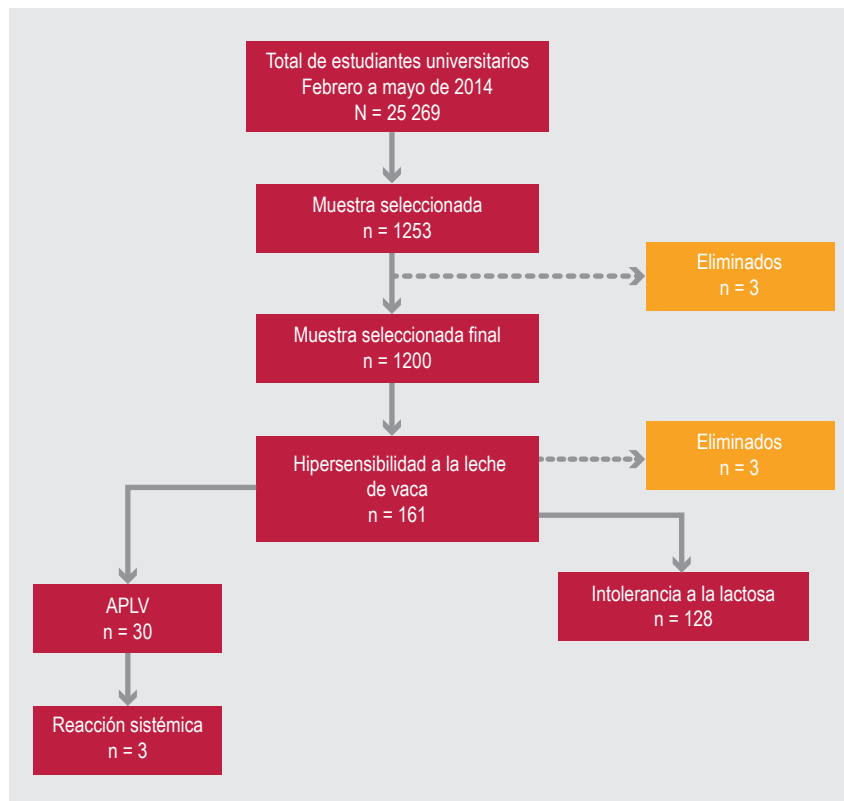 Total de estudiantes universitarios
Febrero a mayo de 2014
N = 25 269
Muestra seleccionada
n = 1253
Eliminados
n = 3
Muestra seleccionada final
n = 1200
Hipersensibilidad a la leche
de vaca
n = 161
Eliminados
n = 3
APLV
n = 30
Intolerancia a la lactosa
n = 128
Reacción sistémica
n = 3